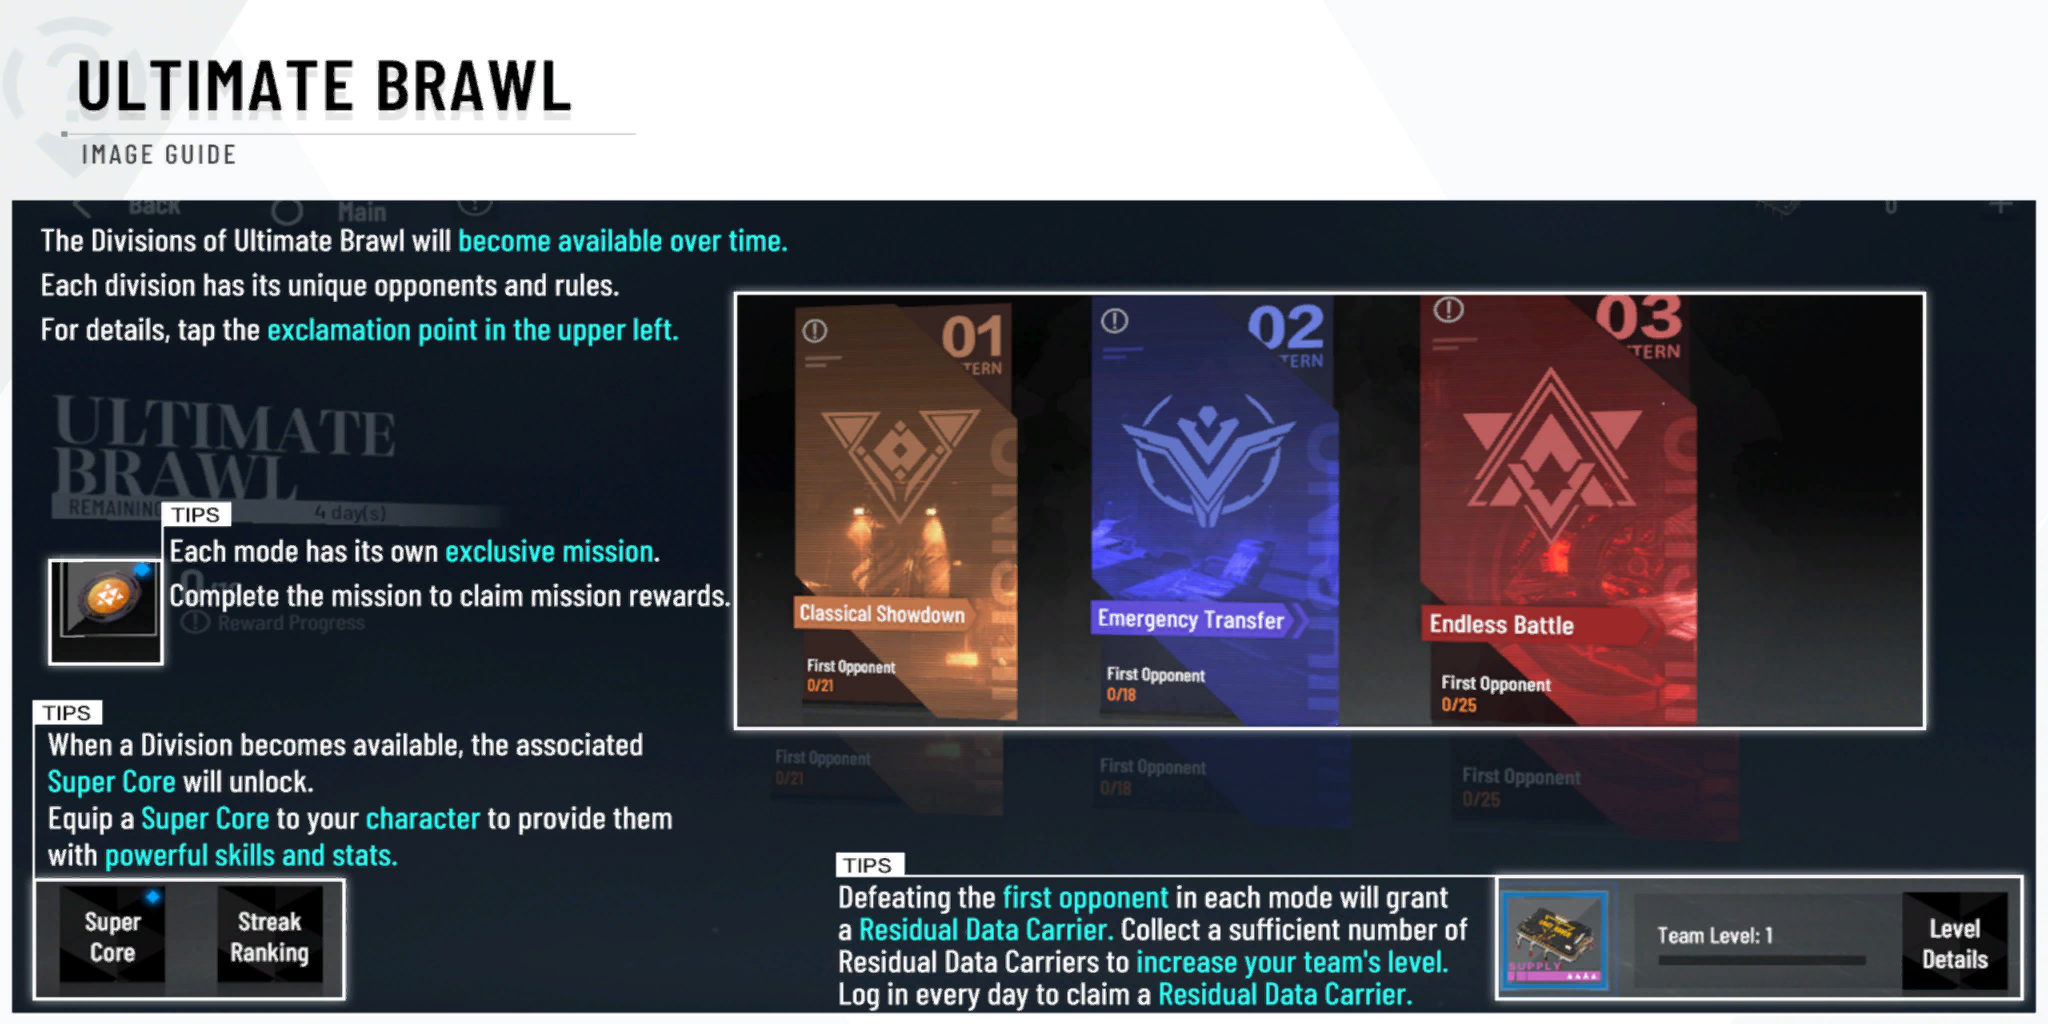 ULTIMATE BRAWL
IMAGE GUIDE
Back
Main
0
The Divisions of Ultimate Brawl will become available over time.
Each division has its unique opponents and rules.
For details, tap the exclamation point in the upper left.
ULTIMATE
BRAWL
REMAINING
4 day(s)
TIPS
Each mode has its own exclusive mission.
Complete the mission to claim mission rewards.
Reward Progress
01
TERN
Classical Showdown
First Opponent
0/21
02
TERN
Emergency Transfer
First Opponent
0/18
03
TERN
Endless Battle
First Opponent
0/25
First Opponent
0/21
First Opponent
0/18
First Opponent
0/25
TIPS
When a Division becomes available, the associated
Super Core will unlock.
Equip a Super Core to your character to provide them
with powerful skills and stats.
Super
Core
Streak
Ranking
TIPS
Defeating the first opponent in each mode will grant
a Residual Data Carrier. Collect a sufficient number of
Residual Data Carriers to increase your team's level.
Log in every day to claim a Residual Data Carrier.
SUPPLY
Team Level: 1
Level
Details